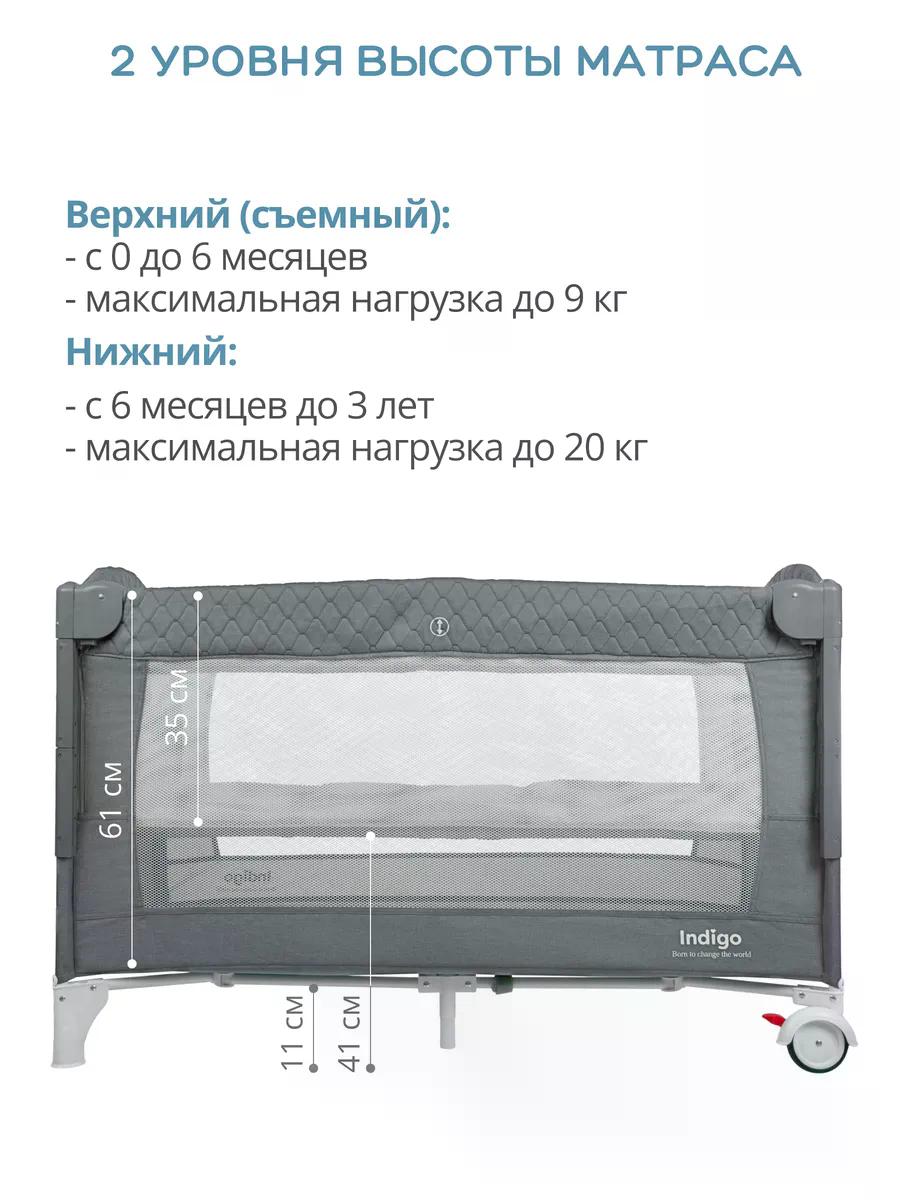 2 УРОВНЯ ВЫСОТЫ МАТРАСА
Верхний (съемный):
- с 0 до 6 месяцев
- максимальная нагрузка до 9 кг
Нижний:
- с 6 месяцев до 3 лет
- максимальная нагрузка до 20 кг
35 см
61 см
Indigo
Indigo
Born to change the world
11 см
41 см